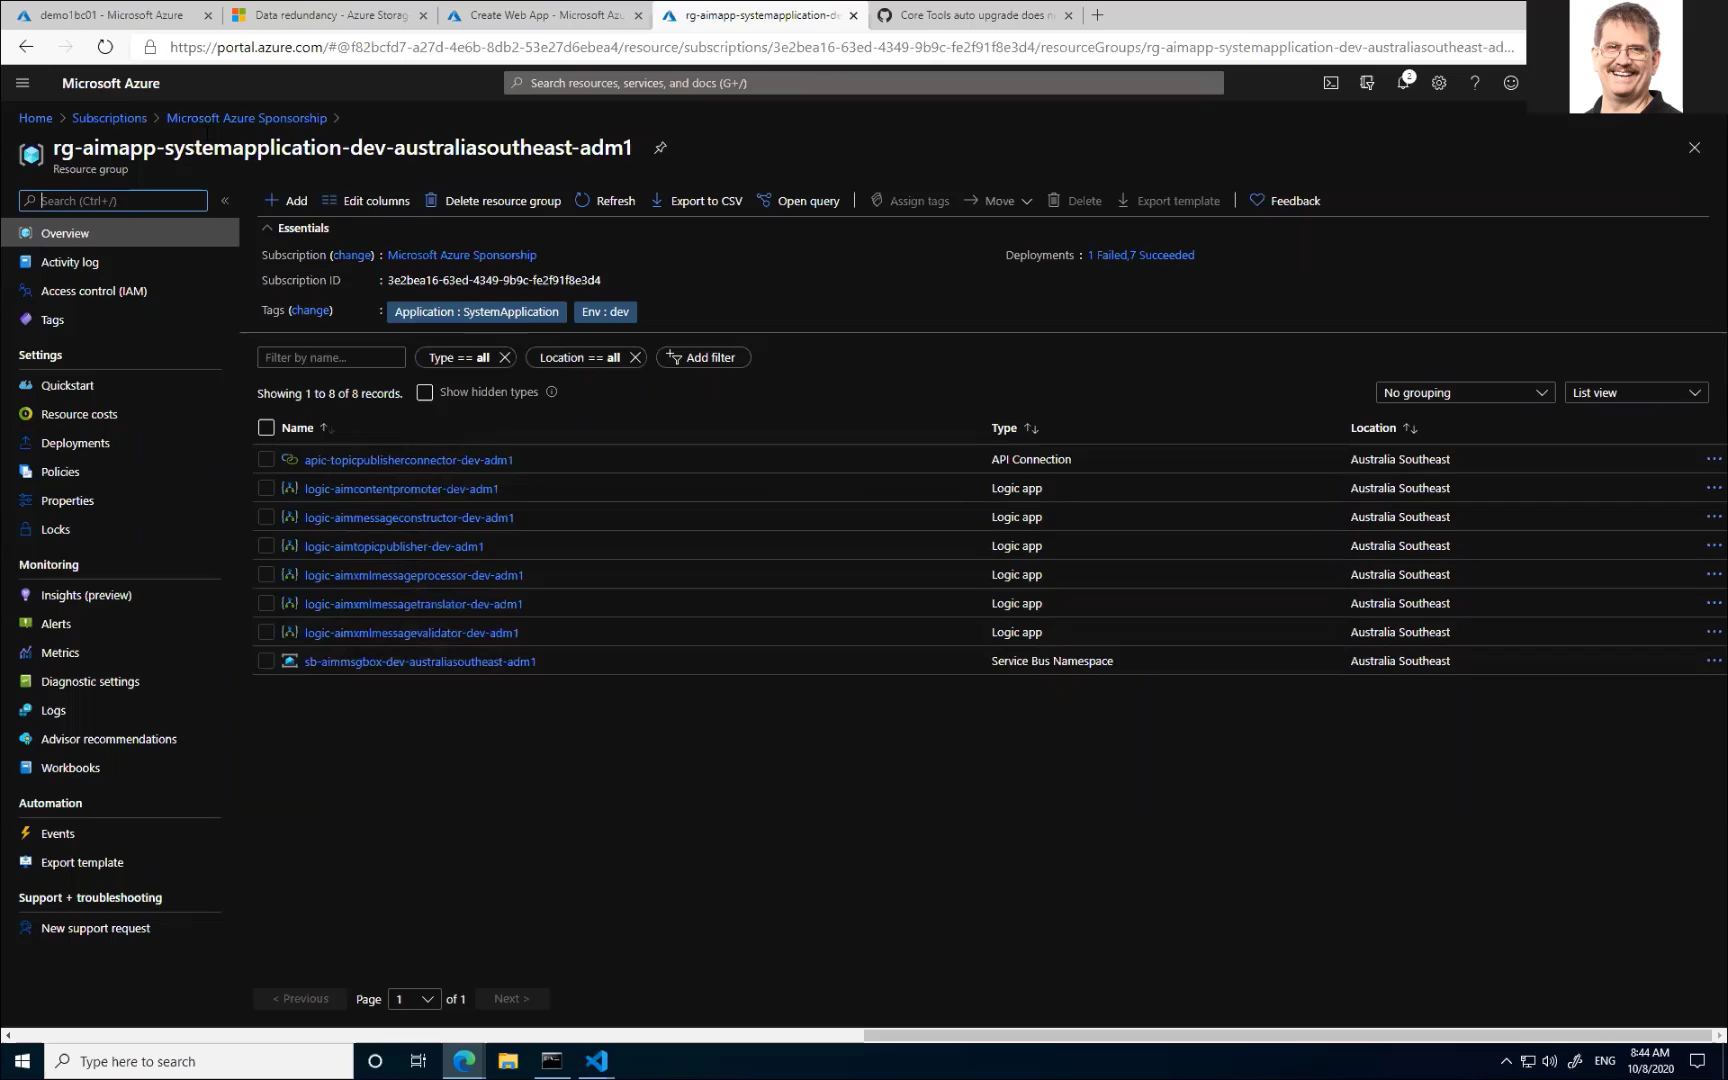 demo1bc01 - Microsoft Azure
Data redundancy - Azure Storag
Create Web App - Microsoft Azu
rg-aimapp-systemapplication-de
Core Tools auto upgrade does n
https://portal.azure.com/#@f82bcfd7-a27d-4e6b-8db2-53e27d6ebea4/resource/subscriptions/3e2bea16-63ed-4349-9b9c-fe2f91f8e3d4/resourceGroups/rg-aimapp-systemapplication-dev-australiasoutheast-ad...
Microsoft Azure
Search resources, services, and docs (G+/)
2
Home > Subscriptions > Microsoft Azure Sponsorship >
rg-aimapp-systemapplication-dev-australiasoutheast-adm1
Resource group
Search (Ctrl+/)
Add
Edit columns
Delete resource group
Refresh
Export to CSV
Open query
Assign tags
Move
Delete
Export template
Feedback
Overview
Activity log
Access control (IAM)
Tags
Settings
Quickstart
Resource costs
Deployments
Policies
Properties
Locks
Monitoring
Insights (preview)
Alerts
Metrics
Diagnostic settings
Logs
Advisor recommendations
Workbooks
Automation
Events
Export template
Support + troubleshooting
New support request
Essentials
Subscription (change) : Microsoft Azure Sponsorship
Deployments : 1 Failed,7 Succeeded
Subscription ID : 3e2bea16-63ed-4349-9b9c-fe2f91f8e3d4
Tags (change) : Application : SystemApplication Env : dev
Filter by name...
Type == all
Location == all
Add filter
Showing 1 to 8 of 8 records.
Show hidden types
No grouping
List view
Name Type Location
apic-topicpublisherconnector-dev-adm1 API Connection Australia Southeast
logic-aimcontentpromoter-dev-adm1 Logic app Australia Southeast
logic-aimmessageconstructor-dev-adm1 Logic app Australia Southeast
logic-aimtopicpublisher-dev-adm1 Logic app Australia Southeast
logic-aimxmlmessageprocessor-dev-adm1 Logic app Australia Southeast
logic-aimxmlmessagetranslator-dev-adm1 Logic app Australia Southeast
logic-aimxmlmessagevalidator-dev-adm1 Logic app Australia Southeast
sb-aimmsgbox-dev-australiasoutheast-adm1 Service Bus Namespace Australia Southeast
< Previous Page 1 of 1 Next >
Type here to search
ENG
8:44 AM
10/8/2020